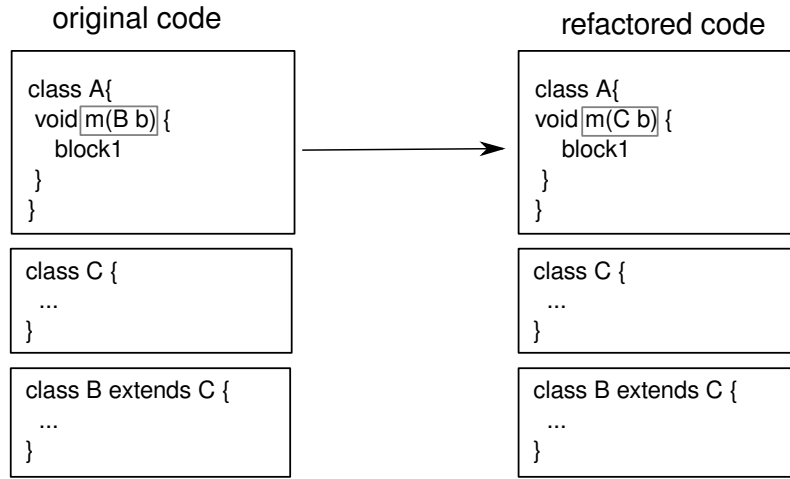 original code
class A{
void m(B b) {
block1
}
}
class C {
...
}
class B extends C {
...
}
refactored code
class A{
void m(C b) {
block1
}
}
class C {
...
}
class B extends C {
...
}